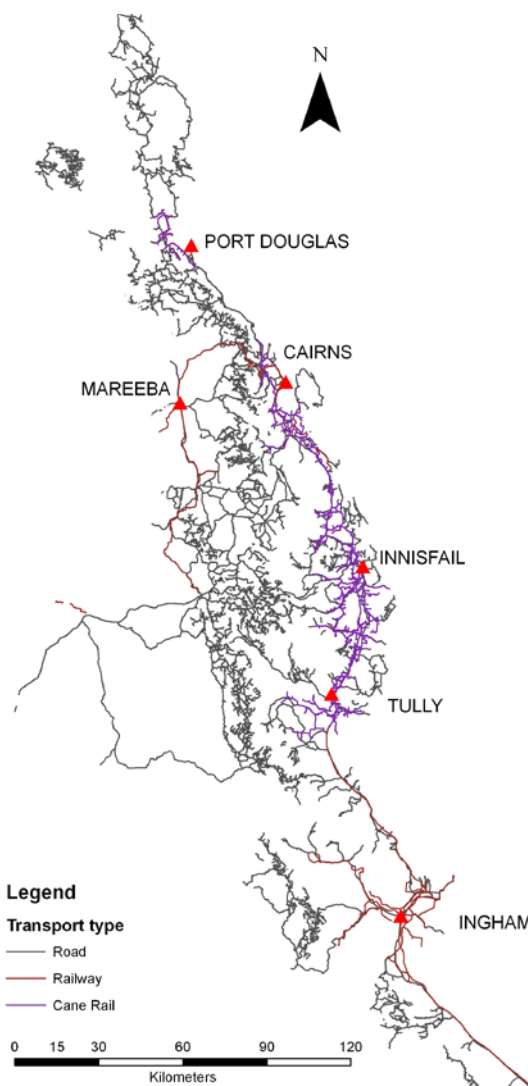 N
PORT DOUGLAS
CAIRNS
MAREEBA
INNISFAIL
TULLY
INGHAM
Legend
Transport type
Road
Railway
Cane Rail
0 15 30 60 90 120
Kilometers